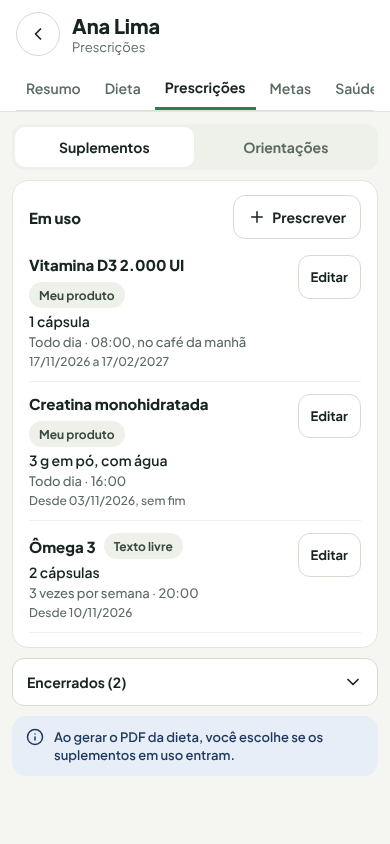 Ana Lima
Prescrições
Resumo Dieta Prescrições Metas Saúde
Suplementos Orientações
Em uso
+ Prescrever
Vitamina D3 2.000 UI
Editar
Meu produto
1 cápsula
Todo dia · 08:00, no café da manhã
17/11/2026 a 17/02/2027
Creatina monohidratada
Editar
Meu produto
3 g em pó, com água
Todo dia · 16:00
Desde 03/11/2026, sem fim
Ômega 3 Texto livre
Editar
2 cápsulas
3 vezes por semana · 20:00
Desde 10/11/2026
Encerrados (2)
Ao gerar o PDF da dieta, você escolhe se os
suplementos em uso entram.